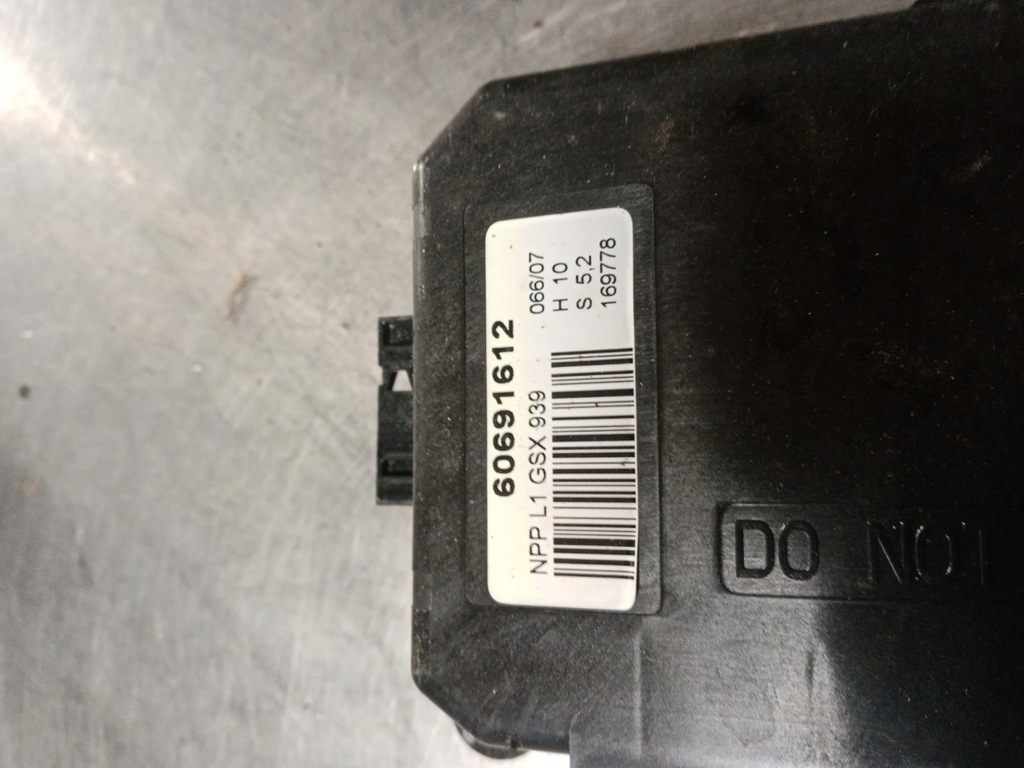 60691612
NPP L1 GSX 939
066/07
H 10
S 5,2
169778
DO NOT